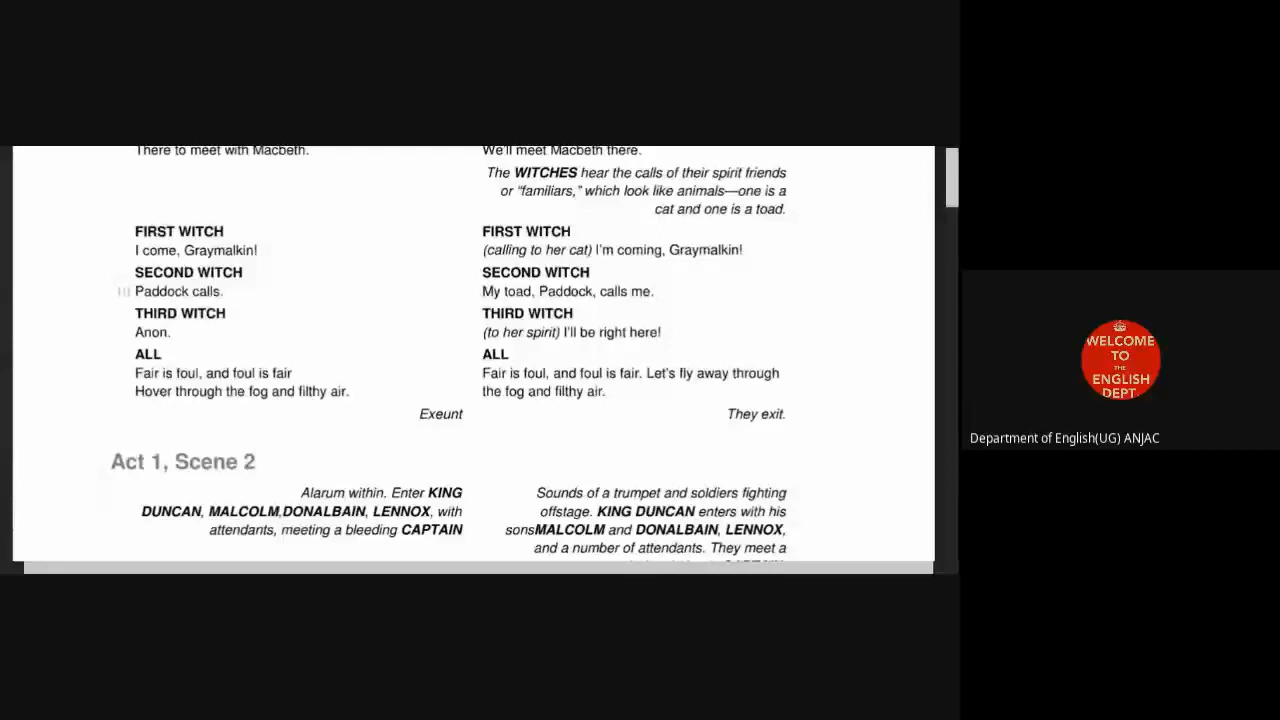 There to meet with Macbeth.
FIRST WITCH
I come, Graymalkin!
SECOND WITCH
Paddock calls.
THIRD WITCH
Anon.
ALL
Fair is foul, and foul is fair
Hover through the fog and filthy air.
Exeunt
We'll meet Macbeth there.
The WITCHES hear the calls of their spirit friends
or “familiars,” which look like animals—one is a
cat and one is a toad.
FIRST WITCH
(calling to her cat) I'm coming, Graymalkin!
SECOND WITCH
My toad, Paddock, calls me.
THIRD WITCH
(to her spirit) I'll be right here!
ALL
Fair is foul, and foul is fair. Let's fly away through
the fog and filthy air.
They exit.
Act 1, Scene 2
Alarum within. Enter KING
DUNCAN, MALCOLM,DONALBAIN, LENNOX, with
attendants, meeting a bleeding CAPTAIN
Sounds of a trumpet and soldiers fighting
offstage. KING DUNCAN enters with his
sonsMALCOLM and DONALBAIN, LENNOX,
and a number of attendants. They meet a
WELCOME
TO
THE
ENGLISH
DEPT.
Department of English(UG) ANJAC